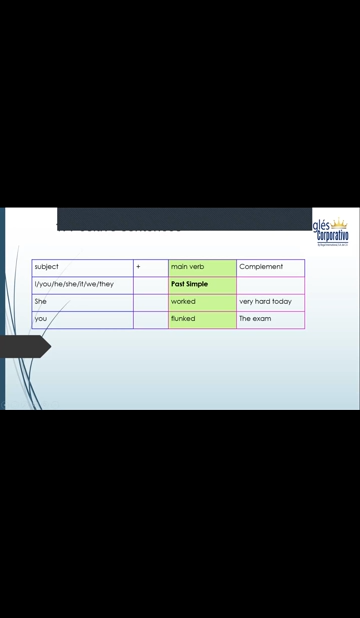 glés
Corporativo
subject + main verb Complement
I/you/he/she/it/we/they Past Simple
She worked very hard today
you flunked The exam